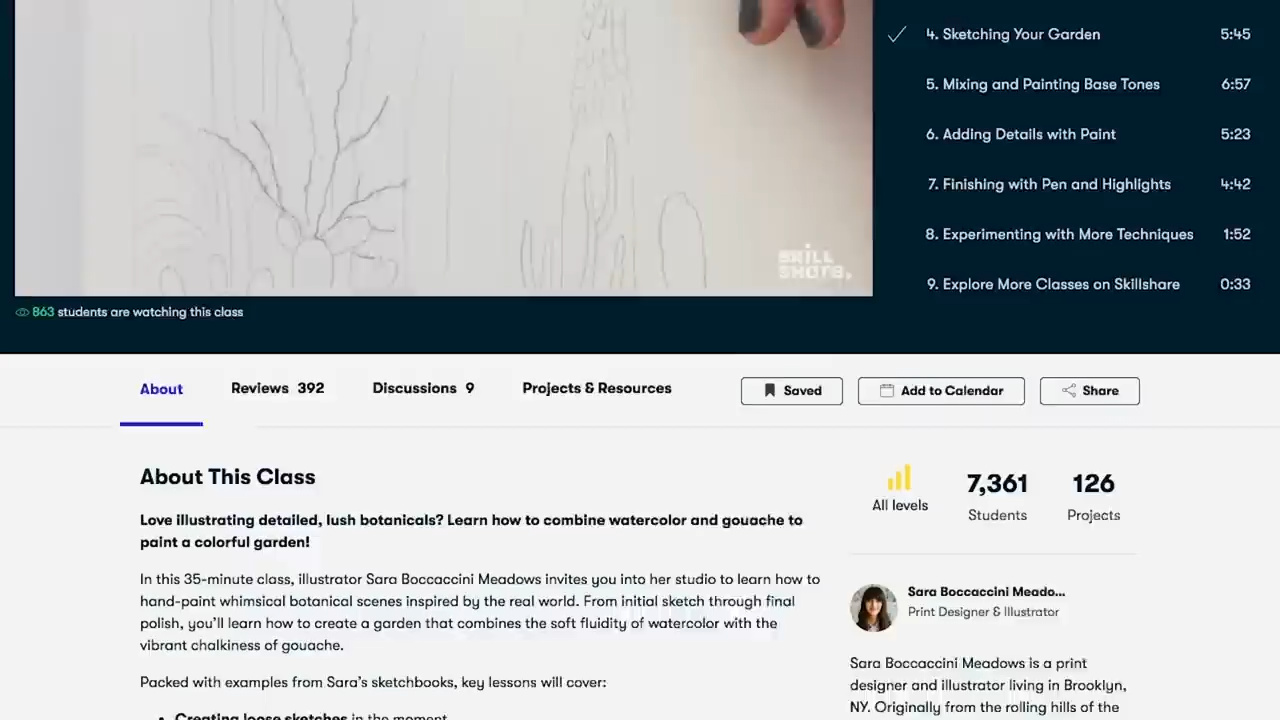 4. Sketching Your Garden 5:45
5. Mixing and Painting Base Tones 6:57
6. Adding Details with Paint 5:23
7. Finishing with Pen and Highlights 4:42
8. Experimenting with More Techniques 1:52
9. Explore More Classes on Skillshare 0:33
SKILL
SHARE.
863 students are watching this class
About Reviews 392 Discussions 9 Projects & Resources Saved Add to Calendar Share
About This Class
Love illustrating detailed, lush botanicals? Learn how to combine watercolor and gouache to
paint a colorful garden!
In this 35-minute class, illustrator Sara Boccaccini Meadows invites you into her studio to learn how to
hand-paint whimsical botanical scenes inspired by the real world. From initial sketch through final
polish, you'll learn how to create a garden that combines the soft fluidity of watercolor with the
vibrant chalkiness of gouache.
Packed with examples from Sara's sketchbooks, key lessons will cover:
• Creating loose sketches in the moment
All levels
7,361
Students
126
Projects
Sara Boccaccini Meado...
Print Designer & Illustrator
Sara Boccaccini Meadows is a print
designer and illustrator living in Brooklyn,
NY. Originally from the rolling hills of the